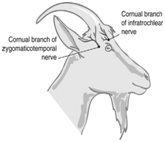 Cornual branch
of infratrochlear
nerve
Cornual branch of
zygomaticotemporal
nerve